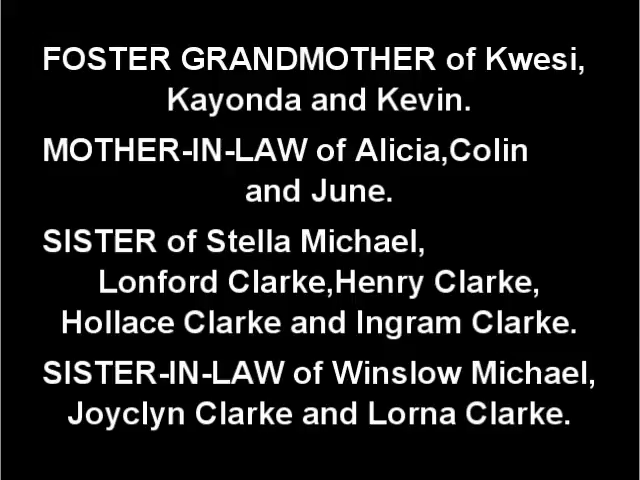 FOSTER GRANDMOTHER of Kwesi,
Kayonda and Kevin.
MOTHER-IN-LAW of Alicia,Colin
and June.
SISTER of Stella Michael,
Lonford Clarke,Henry Clarke,
Hollace Clarke and Ingram Clarke.
SISTER-IN-LAW of Winslow Michael,
Joyclyn Clarke and Lorna Clarke.